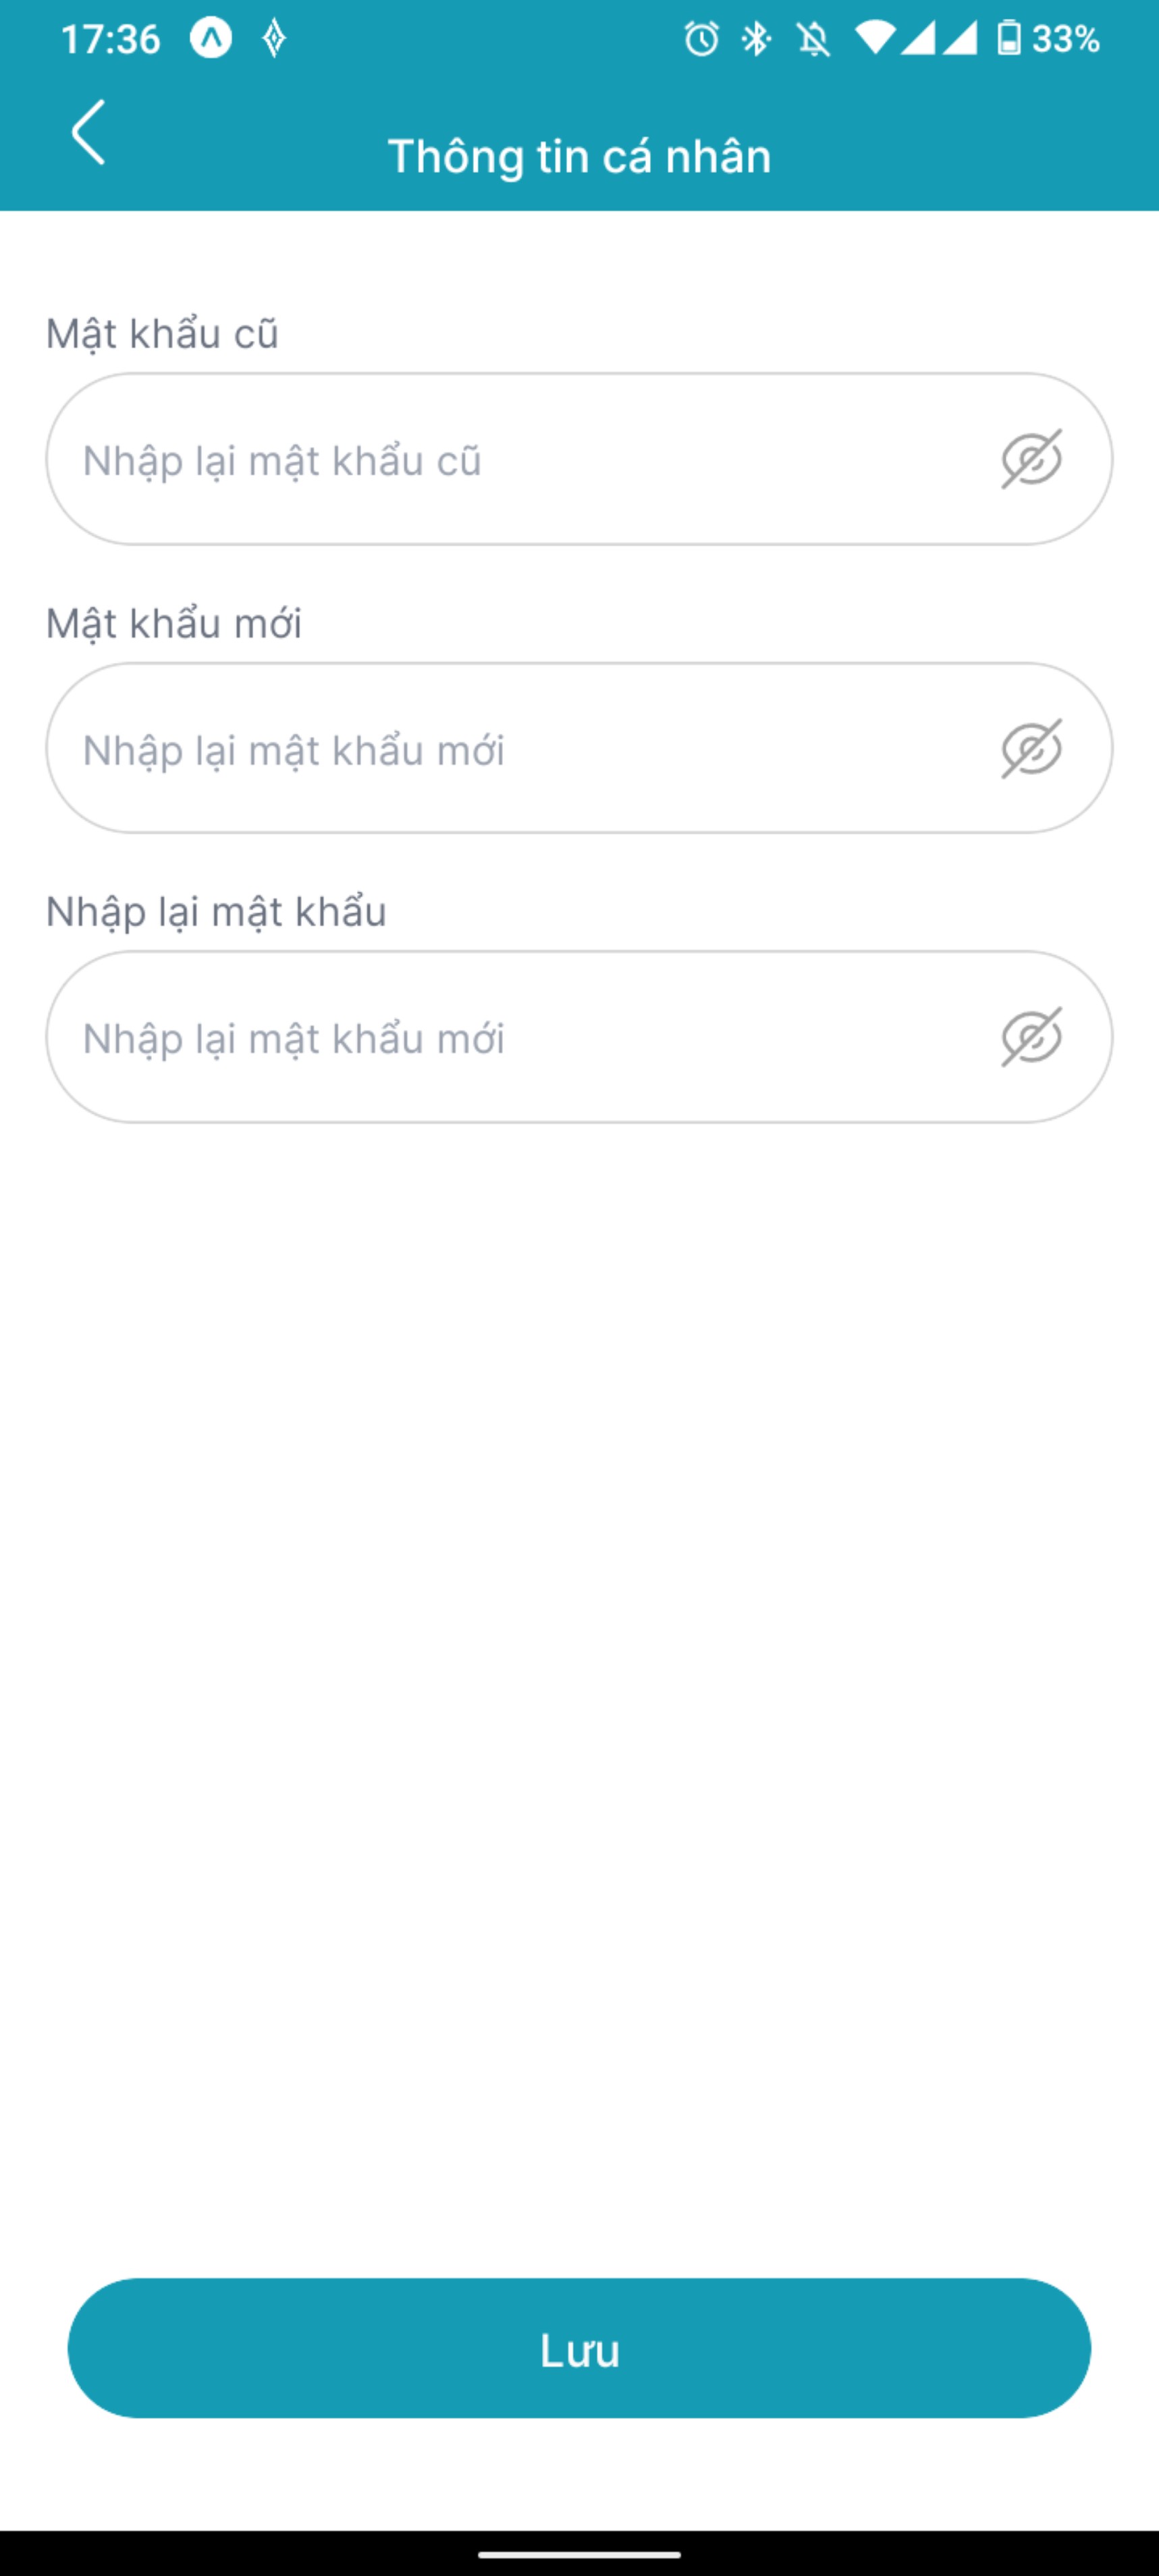 17:36
33%
Thông tin cá nhân
Mật khẩu cũ
Nhập lại mật khẩu cũ
Mật khẩu mới
Nhập lại mật khẩu mới
Nhập lại mật khẩu
Nhập lại mật khẩu mới
Lưu